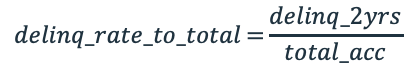 delinq_rate_to_total = delinq_2yrs
total_acc